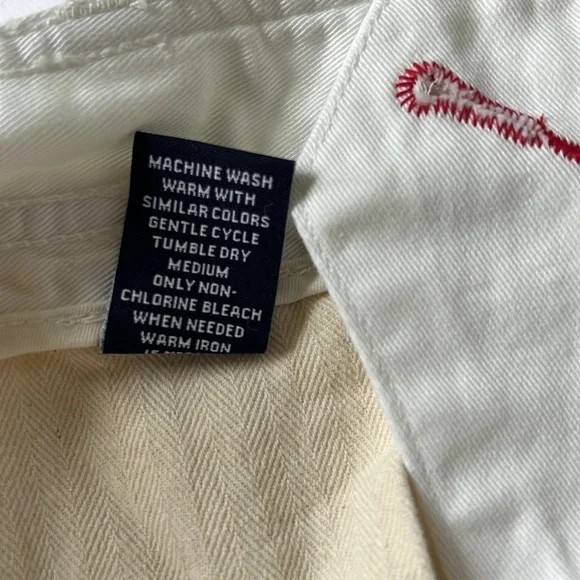 MACHINE WASH
WARM WITH
SIMILAR COLORS
GENTLE CYCLE
TUMBLE DRY
MEDIUM
ONLY NON-
CHLORINE BLEACH
WHEN NEEDED
WARM IRON